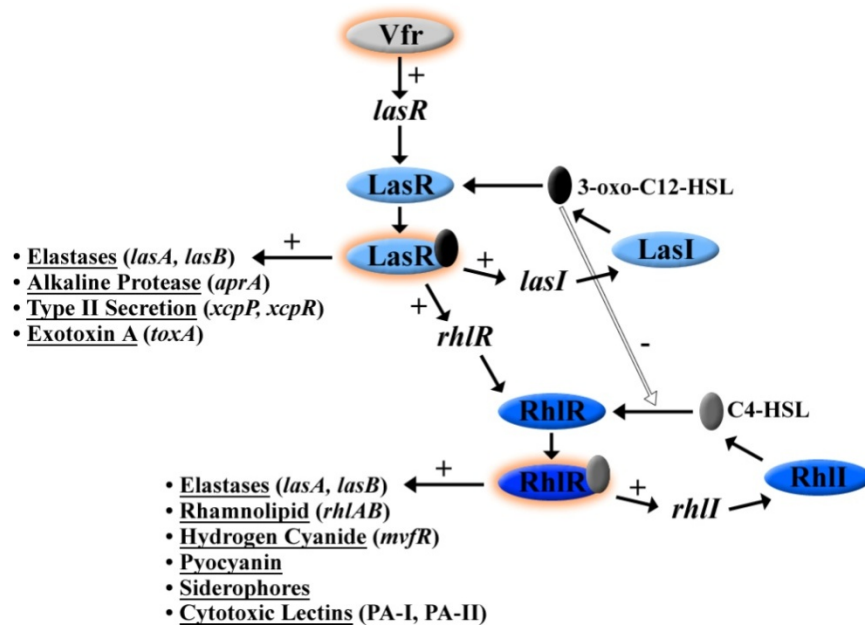 Vfr
+
lasR
LasR
3-oxo-C12-HSL
LasI
LasR
+
+
lasI
• Elastases (lasA, lasB)
• Alkaline Protease (aprA)
• Type II Secretion (xcpP, xcpR)
• Exotoxin A (toxA)
+
rhlR
-
RhlR
C4-HSL
RhlI
RhlR
+
+
rhlI
• Elastases (lasA, lasB)
• Rhamnolipid (rhlAB)
• Hydrogen Cyanide (mvfR)
• Pyocyanin
• Siderophores
• Cytotoxic Lectins (PA-I, PA-II)